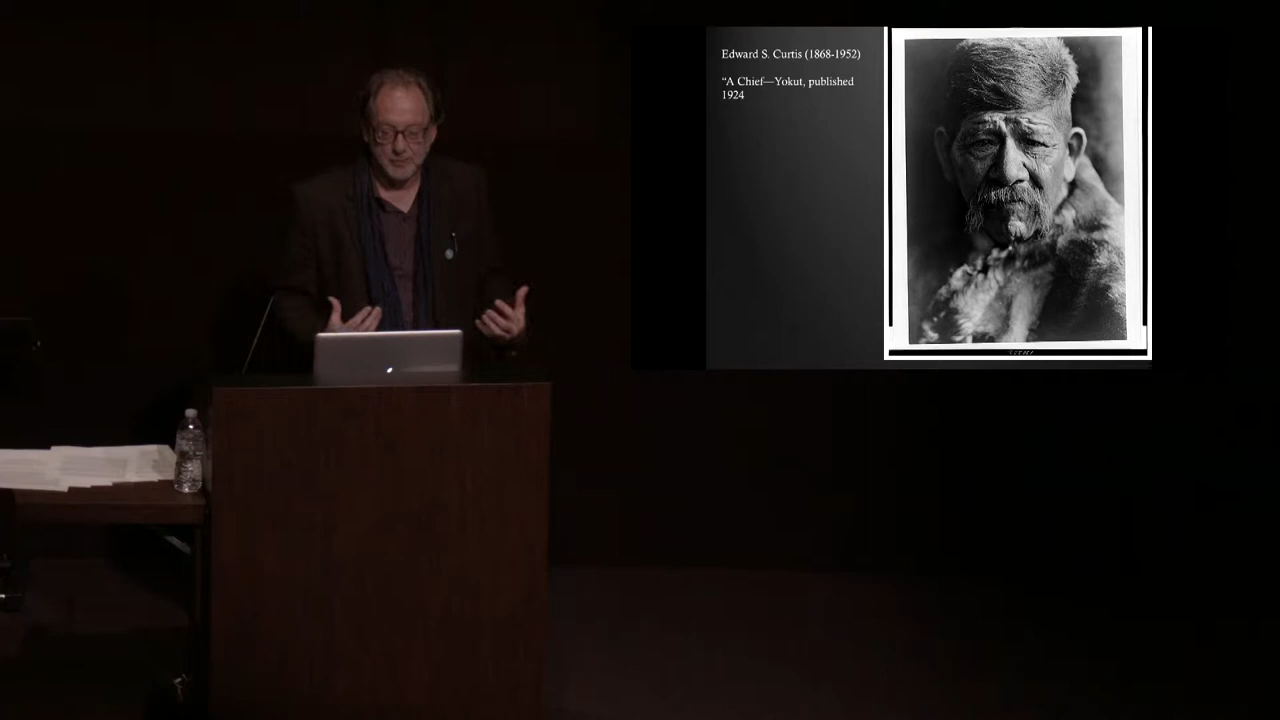 Edward S. Curtis (1868-1952)
“A Chief—Yokut, published
1924